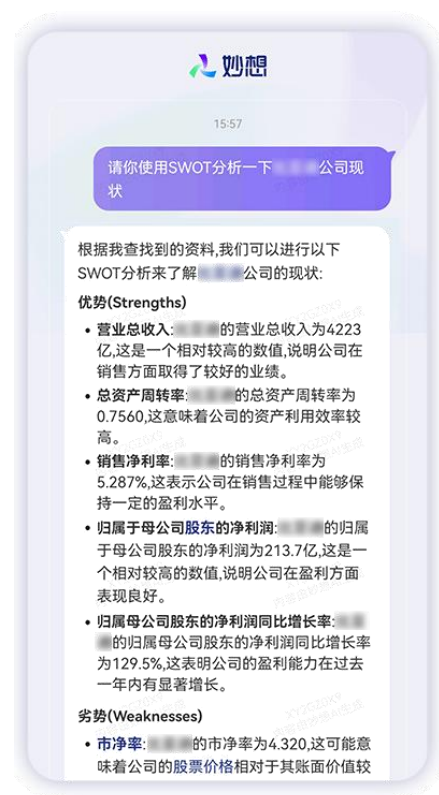 妙想
15:57
请你使用SWOT分析一下公司现
状
根据我查找到的资料,我们可以进行以下
SWOT分析来了解公司的现状:
优势(Strengths)
• 营业总收入:的营业总收入为4223
亿,这是一个相对较高的数值,说明公司在
销售方面取得了较好的业绩。
• 总资产周转率:的总资产周转率为
0.7560,这意味着公司的资产利用效率较
高。
• 销售净利率:的销售净利率为
5.287%,这表示公司在销售过程中能够保
持一定的盈利水平。
• 归属于母公司股东的净利润:的归属
于母公司股东的净利润为213.7亿,这是一
个相对较高的数值,说明公司在盈利方面
表现良好。
• 归属母公司股东的净利润同比增长率:
的归属母公司股东的净利润同比增长率
为129.5%,这表明公司的盈利能力在过去
一年内有显著增长。
劣势(Weaknesses)
• 市净率:的市净率为4.320,这可能意
味着公司的股票价格相对于其账面价值较